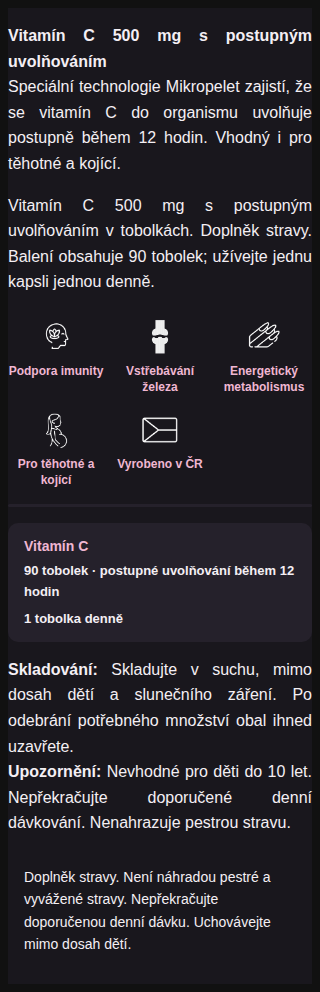 Vitamín C 500 mg s postupným
uvolňováním
Speciální technologie Mikropelet zajistí, že
se vitamín C do organismu uvolňuje
postupně během 12 hodin. Vhodný i pro
těhotné a kojící.
Vitamín C 500 mg s postupným
uvolňováním v tobolkách. Doplněk stravy.
Balení obsahuje 90 tobolek; užívejte jednu
kapsli jednou denně.
Podpora imunity
Vstřebávání
železa
Energetický
metabolismus
Pro těhotné a
kojící
Vyrobeno v ČR
Vitamín C
90 tobolek · postupné uvolňování během 12
hodin
1 tobolka denně
Skladování: Skladujte v suchu, mimo
dosah dětí a slunečního záření. Po
odebrání potřebného množství obal ihned
uzavřete.
Upozornění: Nevhodné pro děti do 10 let.
Nepřekračujte doporučené denní
dávkování. Nenahrazuje pestrou stravu.
Doplněk stravy. Není náhradou pestré a
vyvážené stravy. Nepřekračujte
doporučenou denní dávku. Uchovávejte
mimo dosah dětí.